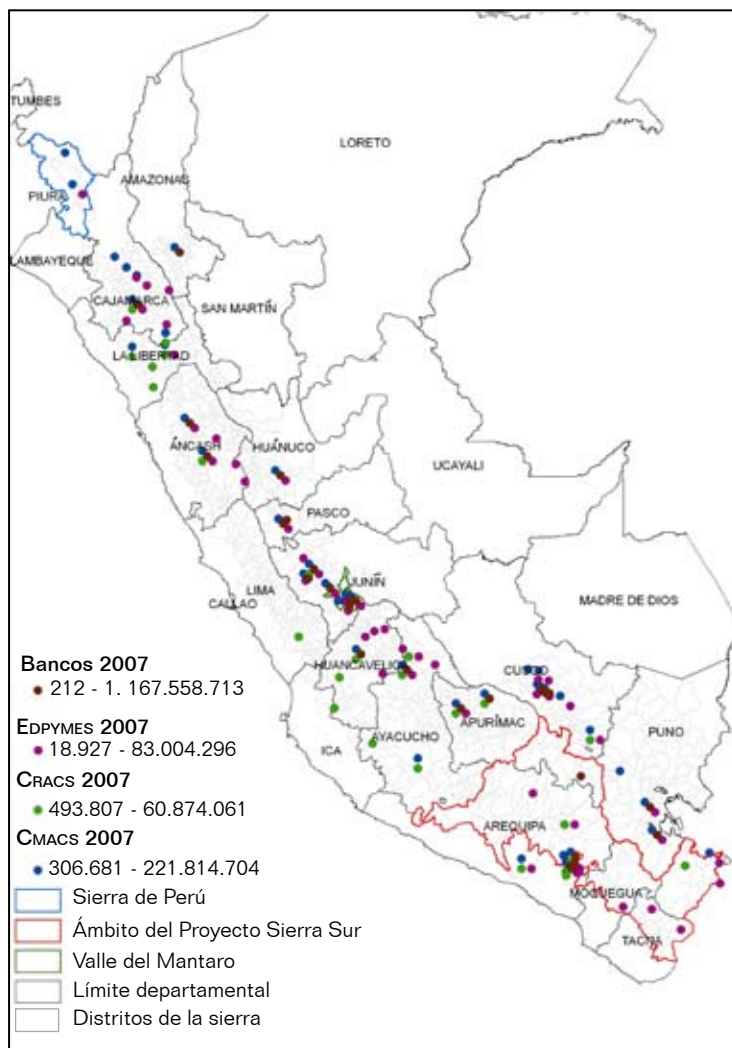 TUMBES
LORETO
AMAZONAS
PIURA
LAMBAYEQUE
SAN MARTÍN
CAJAMARCA
LA LIBERTAD
ÁNCASH
HUÁNUCO
UCAYALI
PASCO
LIMA
JUNÍN
CALLAO
MADRE DE DIOS
HUANCAVELICA
CUSCO
APURÍMAC
AYACUCHO
ICA
PUNO
AREQUIPA
MOQUEGUA
TACNA
Bancos 2007
212 - 1. 167.558.713
EDPYMES 2007
18.927 - 83.004.296
CRACS 2007
493.807 - 60.874.061
CMACS 2007
306.681 - 221.814.704
Sierra de Perú
Ámbito del Proyecto Sierra Sur
Valle del Mantaro
Límite departamental
Distritos de la sierra